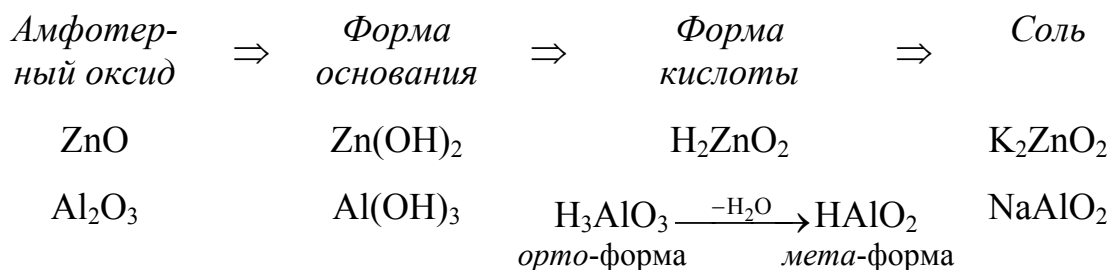 Амфотер- ⇒ Форма ⇒ Форма ⇒ Соль
ный оксид основания кислоты
ZnO Zn(OH)₂ H₂ZnO₂ K₂ZnO₂
Al₂O₃ Al(OH)₃ H₃AlO₃ –H₂O→ HAlO₂ NaAlO₂
орто-форма мета-форма